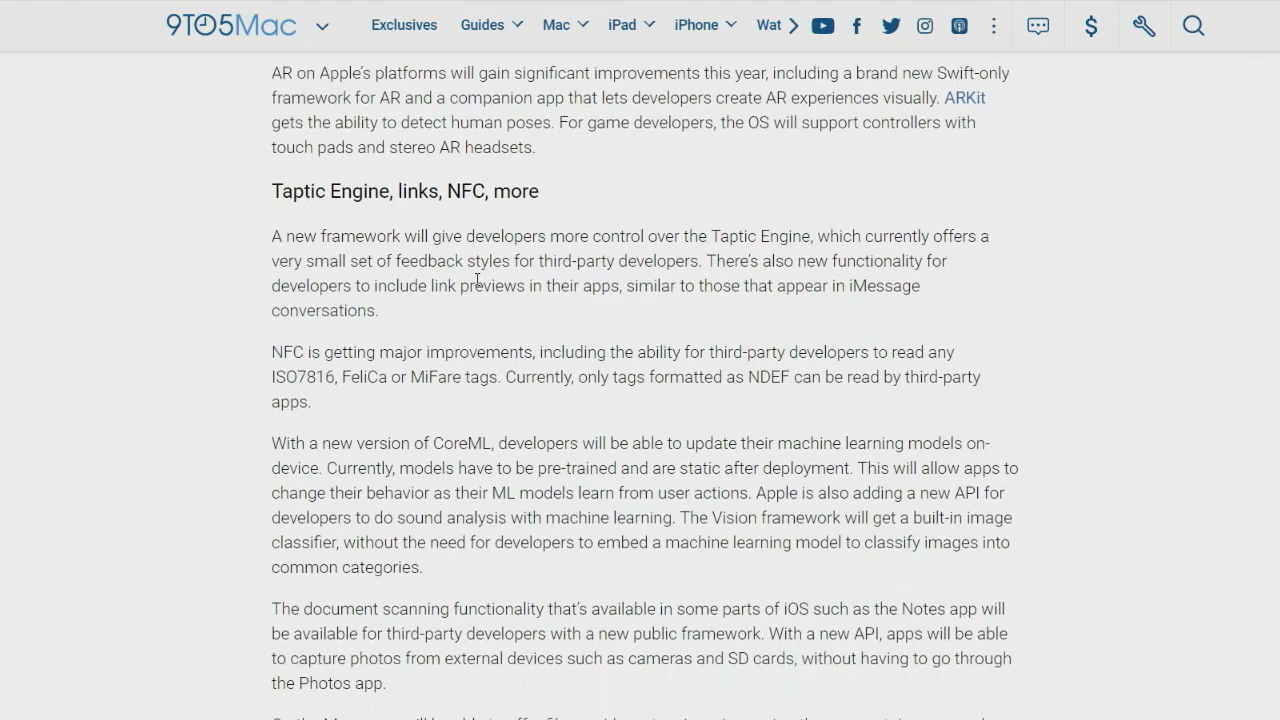 9TO5Mac Exclusives Guides Mac iPad iPhone Wat
AR on Apple's platforms will gain significant improvements this year, including a brand new Swift-only
framework for AR and a companion app that lets developers create AR experiences visually. ARKit
gets the ability to detect human poses. For game developers, the OS will support controllers with
touch pads and stereo AR headsets.
Taptic Engine, links, NFC, more
A new framework will give developers more control over the Taptic Engine, which currently offers a
very small set of feedback styles for third-party developers. There's also new functionality for
developers to include link previews in their apps, similar to those that appear in iMessage
conversations.
NFC is getting major improvements, including the ability for third-party developers to read any
ISO7816, FeliCa or MiFare tags. Currently, only tags formatted as NDEF can be read by third-party
apps.
With a new version of CoreML, developers will be able to update their machine learning models on-
device. Currently, models have to be pre-trained and are static after deployment. This will allow apps to
change their behavior as their ML models learn from user actions. Apple is also adding a new API for
developers to do sound analysis with machine learning. The Vision framework will get a built-in image
classifier, without the need for developers to embed a machine learning model to classify images into
common categories.
The document scanning functionality that's available in some parts of iOS such as the Notes app will
be available for third-party developers with a new public framework. With a new API, apps will be able
to capture photos from external devices such as cameras and SD cards, without having to go through
the Photos app.